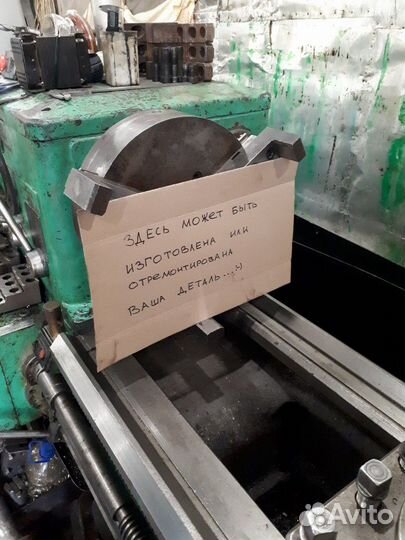 ЗДЕСЬ МОЖЕТ БЫТЬ
ИЗГОТОВЛЕНА ИЛИ
ОТРЕМОНТИРОВАНА
ВАША ДЕТАЛЬ...:-)
Avito